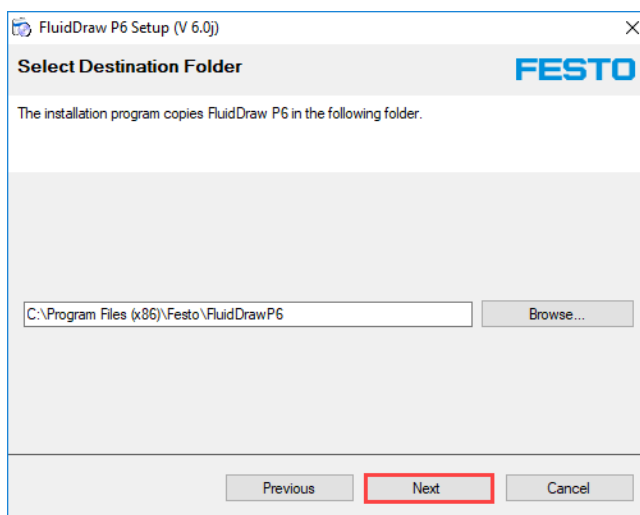 FluidDraw P6 Setup (V 6.0j)
Select Destination Folder
FESTO
The installation program copies FluidDraw P6 in the following folder.
C:\Program Files (x86)\Festo\FluidDrawP6
Browse...
Previous
Next
Cancel